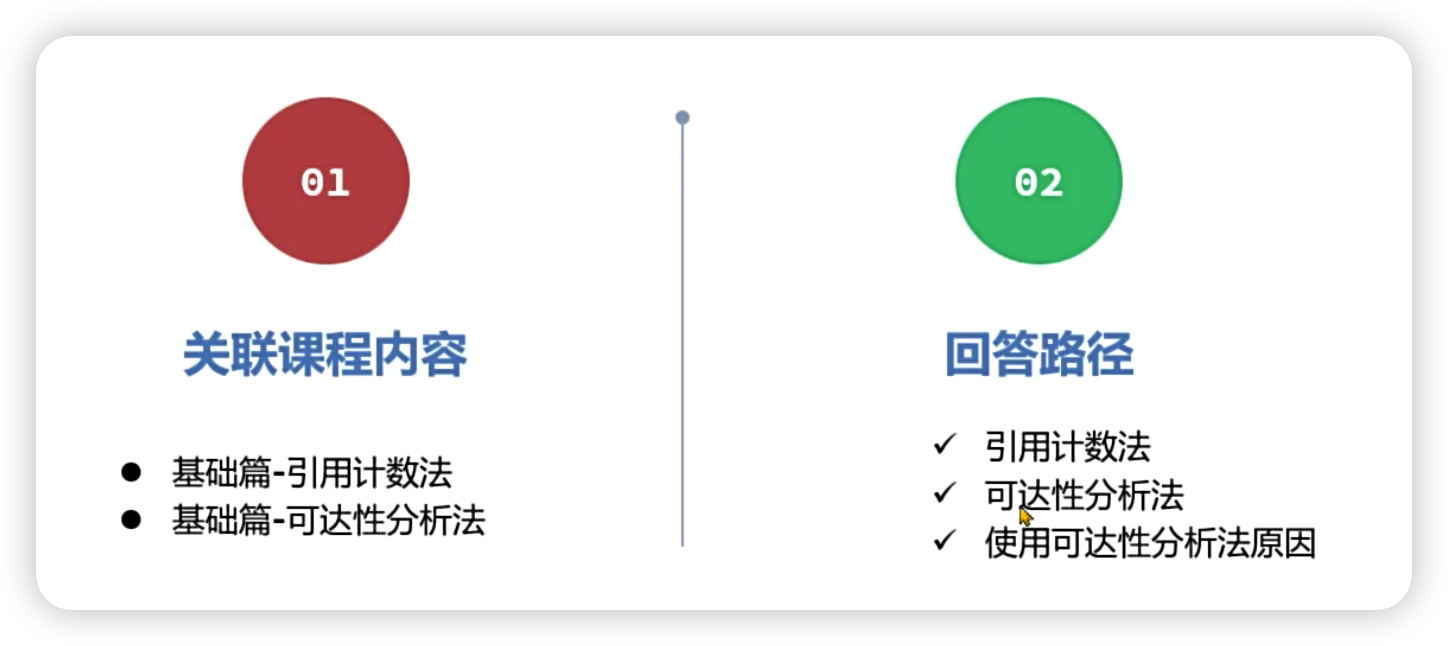 01
关联课程内容
● 基础篇-引用计数法
● 基础篇-可达性分析法
02
回答路径
✓ 引用计数法
✓ 可达性分析法
✓ 使用可达性分析法原因